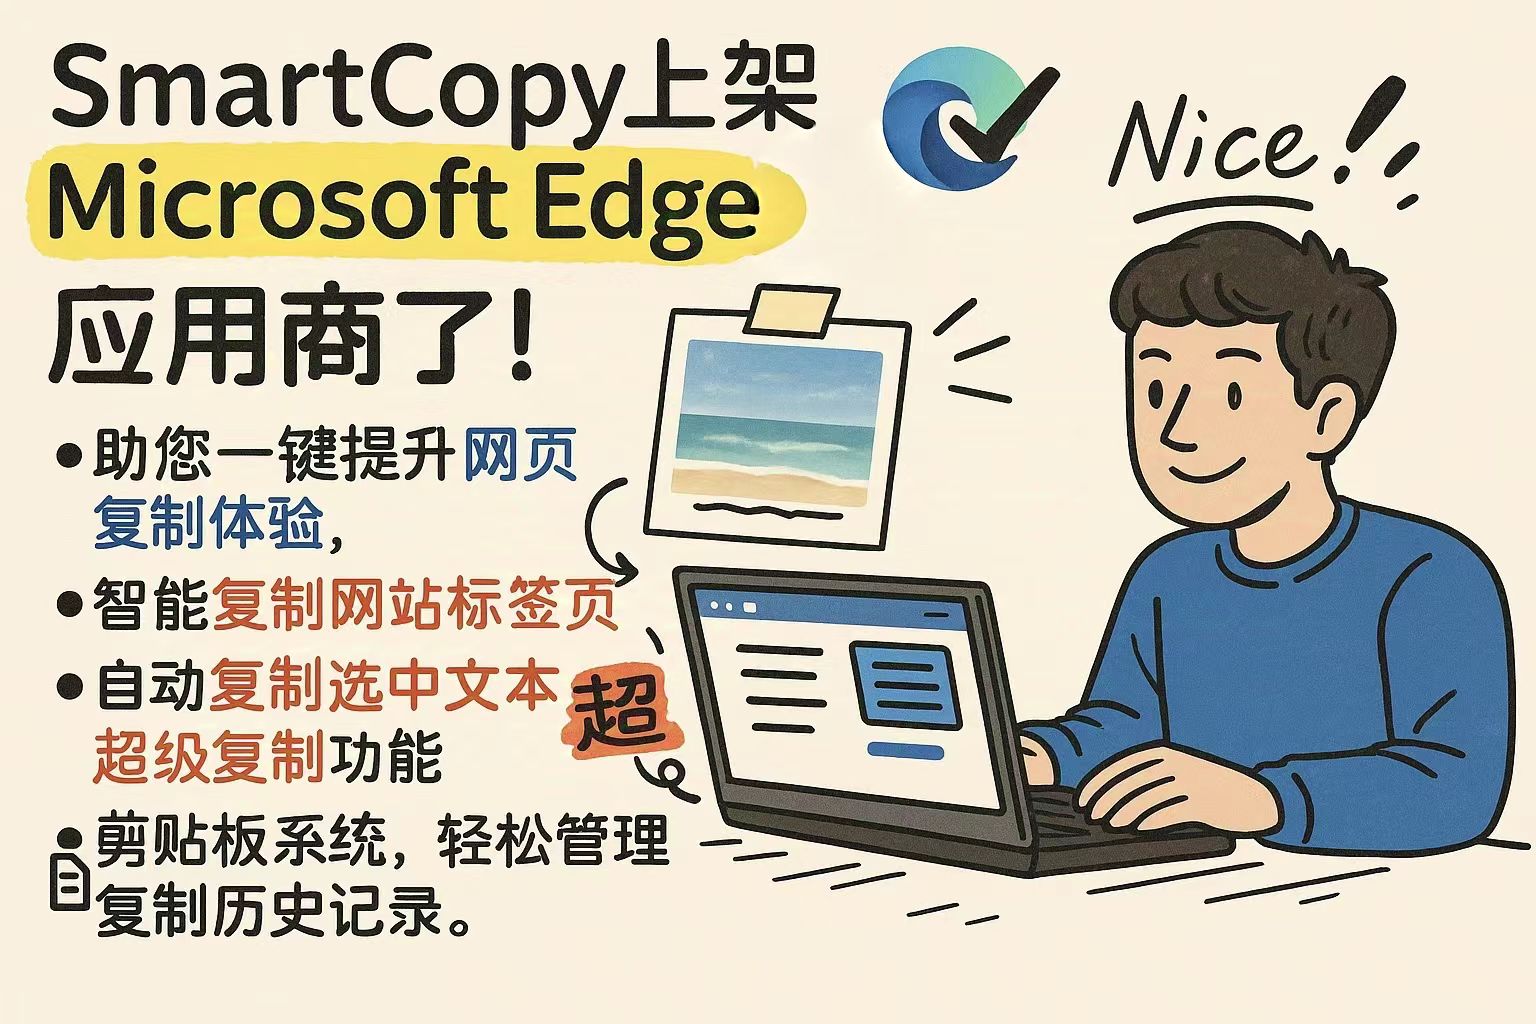 SmartCopy上架
Microsoft Edge
应用商了!
Nice!
•助您一键提升网页
复制体验,
•智能复制网站标签页
•自动复制选中文本
超级复制功能
超
•剪贴板系统，轻松管理
复制历史记录。